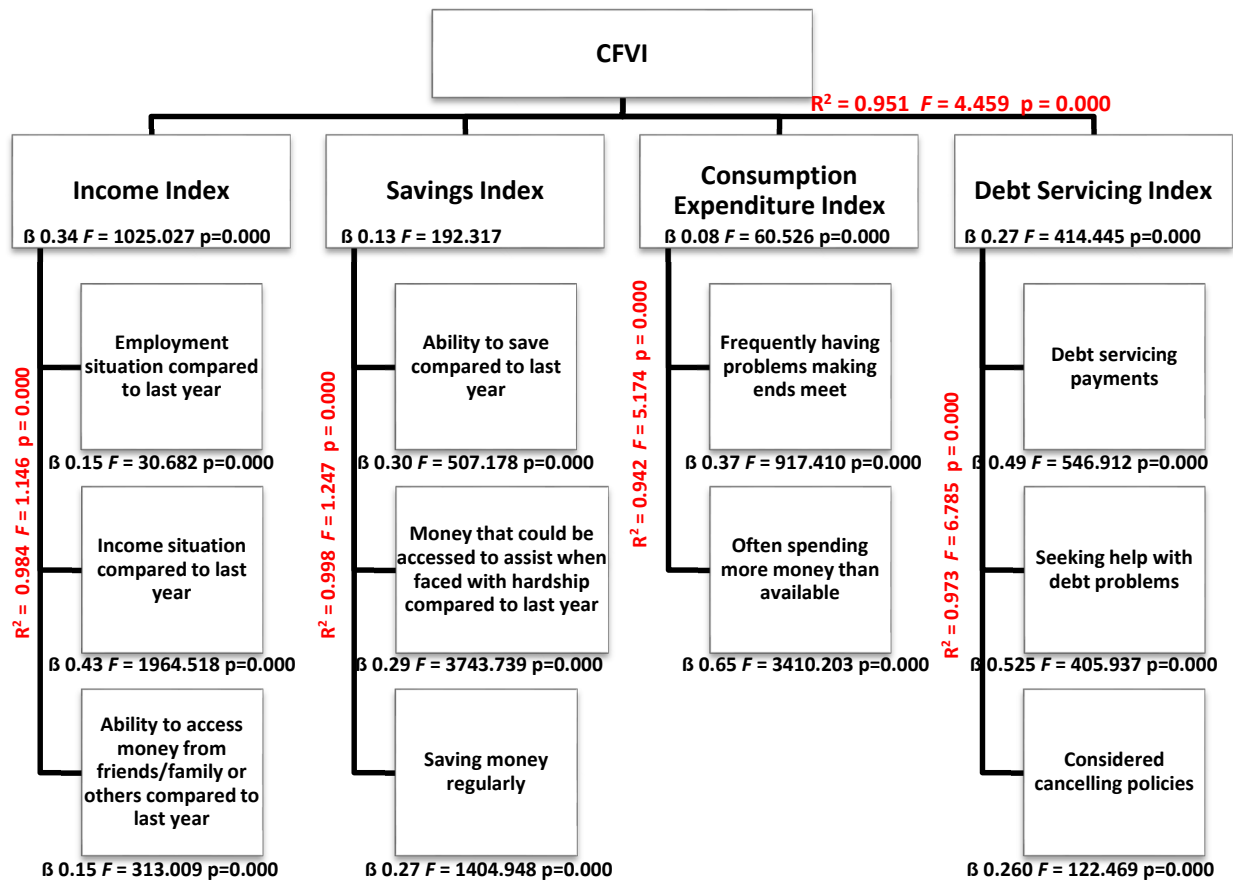 CFVI
R² = 0.951 F = 4.459 p = 0.000
Income Index
ß 0.34 F = 1025.027 p=0.000
R² = 0.984 F = 1.146 p = 0.000
Employment
situation compared
to last year
ß 0.15 F = 30.682 p=0.000
Income situation
compared to last
year
ß 0.43 F = 1964.518 p=0.000
Ability to access
money from
friends/family or
others compared to
last year
ß 0.15 F = 313.009 p=0.000
Savings Index
ß 0.13 F = 192.317
R² = 0.998 F = 1.247 p = 0.000
Ability to save
compared to last
year
ß 0.30 F = 507.178 p=0.000
Money that could be
accessed to assist when
faced with hardship
compared to last year
ß 0.29 F = 3743.739 p=0.000
Saving money
regularly
ß 0.27 F = 1404.948 p=0.000
Consumption
Expenditure Index
ß 0.08 F = 60.526 p=0.000
R² = 0.942 F = 5.174 p = 0.000
Frequently having
problems making
ends meet
ß 0.37 F = 917.410 p=0.000
Often spending
more money than
available
ß 0.65 F = 3410.203 p=0.000
Debt Servicing Index
ß 0.27 F = 414.445 p=0.000
R² = 0.973 F = 6.785 p = 0.000
Debt servicing
payments
ß 0.49 F = 546.912 p=0.000
Seeking help with
debt problems
ß 0.525 F = 405.937 p=0.000
Considered
cancelling policies
ß 0.260 F = 122.469 p=0.000